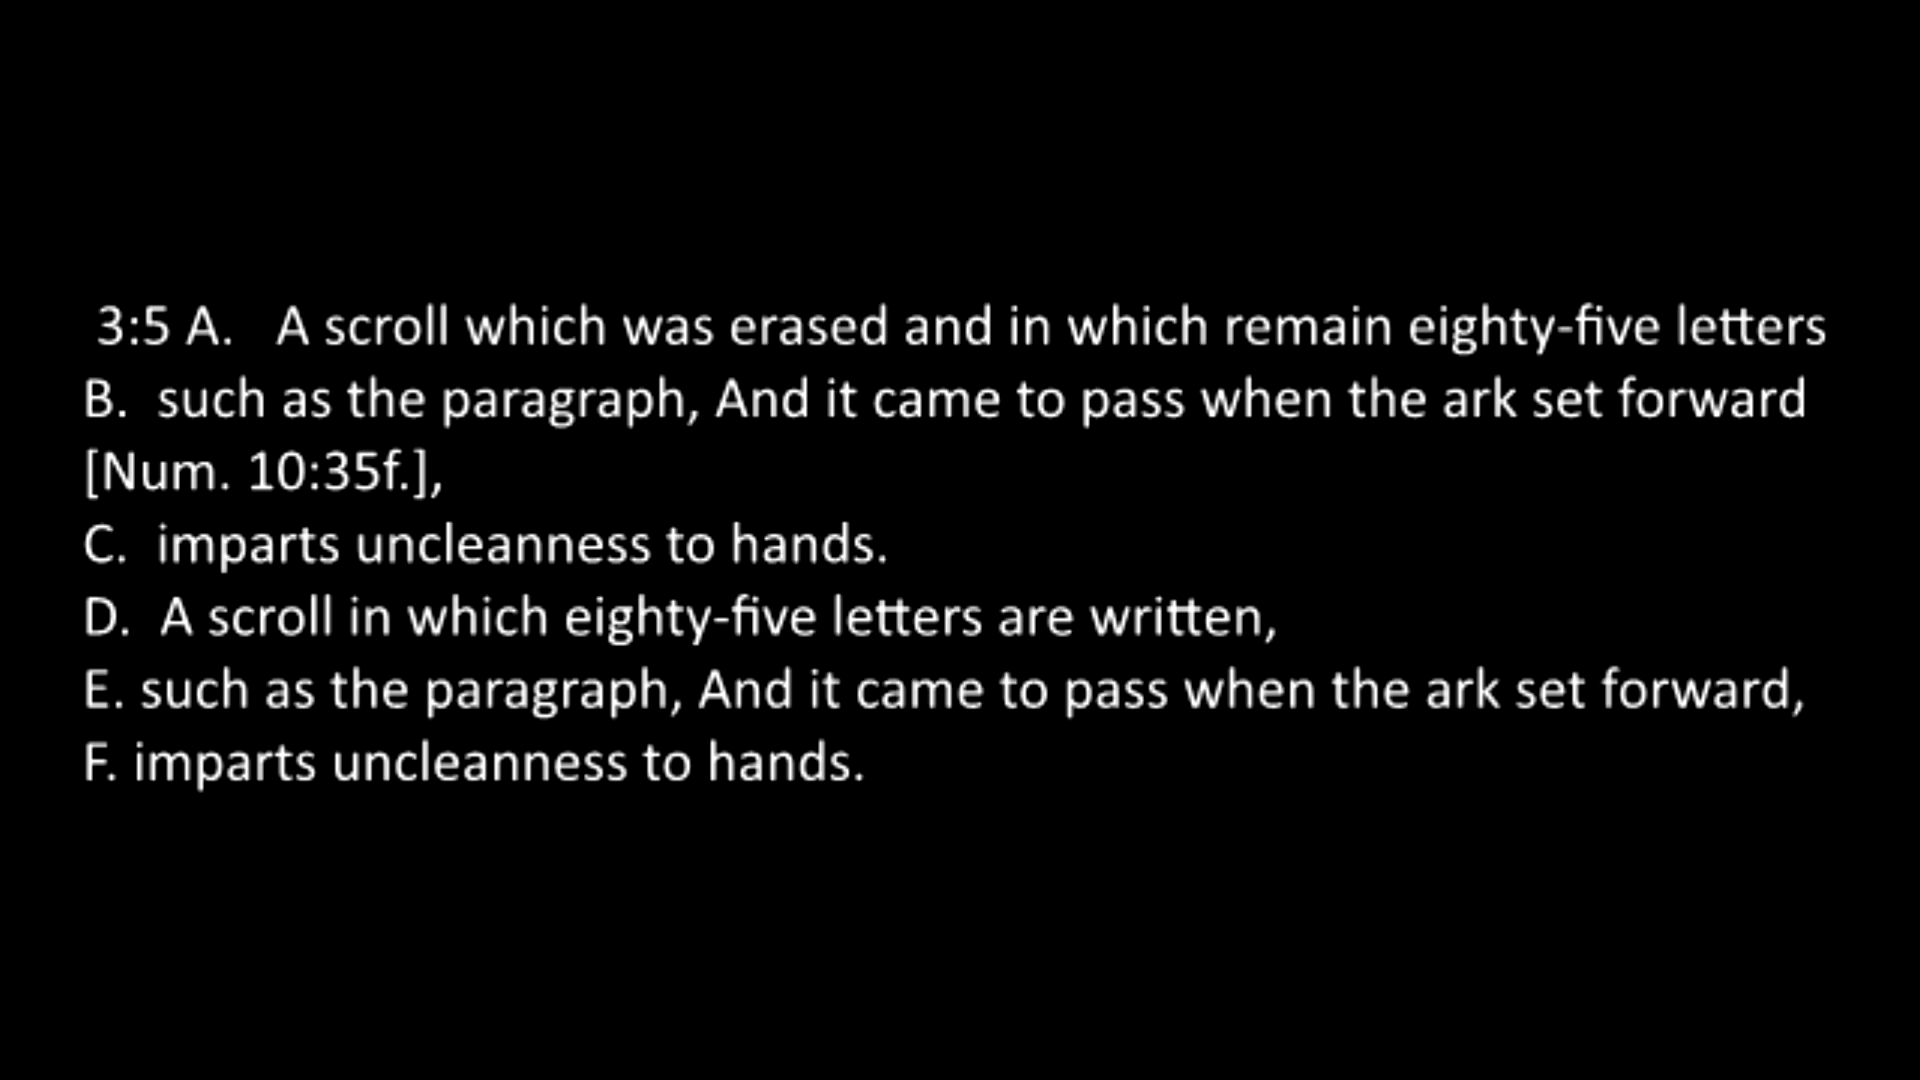 3:5 A. A scroll which was erased and in which remain eighty-five letters
B. such as the paragraph, And it came to pass when the ark set forward
[Num. 10:35f.],
C. imparts uncleanness to hands.
D. A scroll in which eighty-five letters are written,
E. such as the paragraph, And it came to pass when the ark set forward,
F. imparts uncleanness to hands.